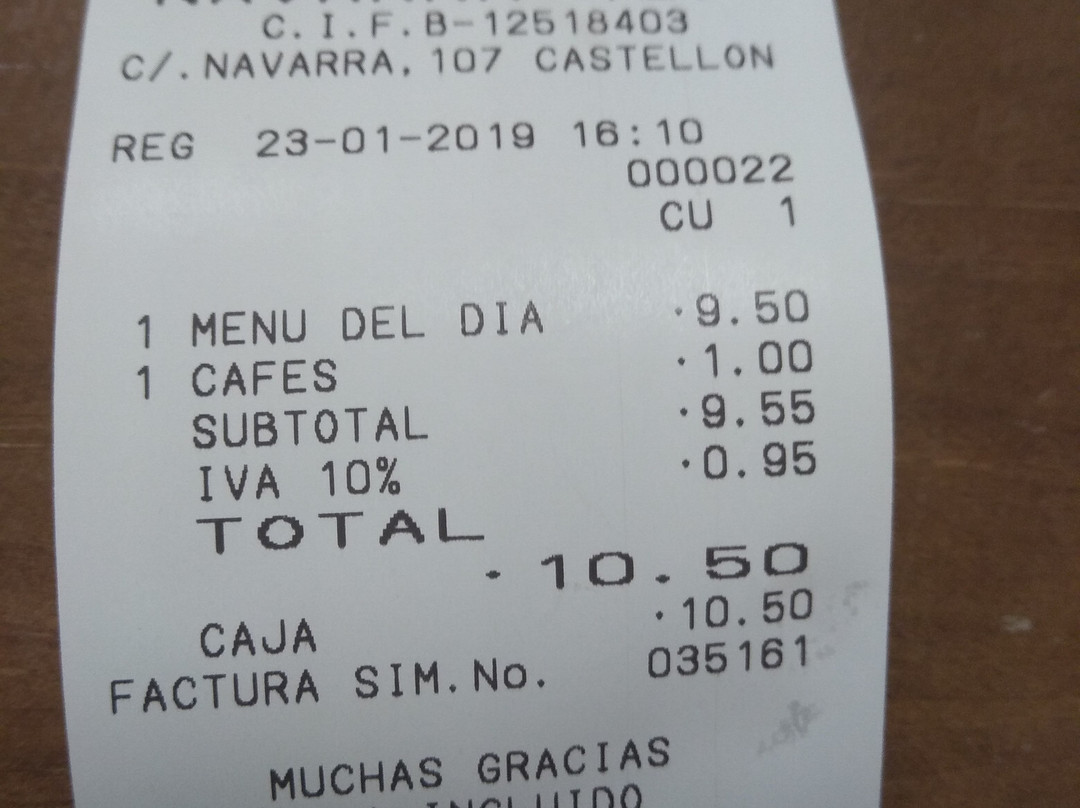 C.I.F.B-12518403
C/.NAVARRA, 107 CASTELLON
REG 23-01-2019 16:10
000022
CU 1
1 MENU DEL DIA ·9.50
1 CAFES ·1.00
SUBTOTAL ·9.55
IVA 10% ·0.95
TOTAL
·10.50
CAJA ·10.50
FACTURA SIM.No. 035161
MUCHAS GRACIAS
INCLUIDO